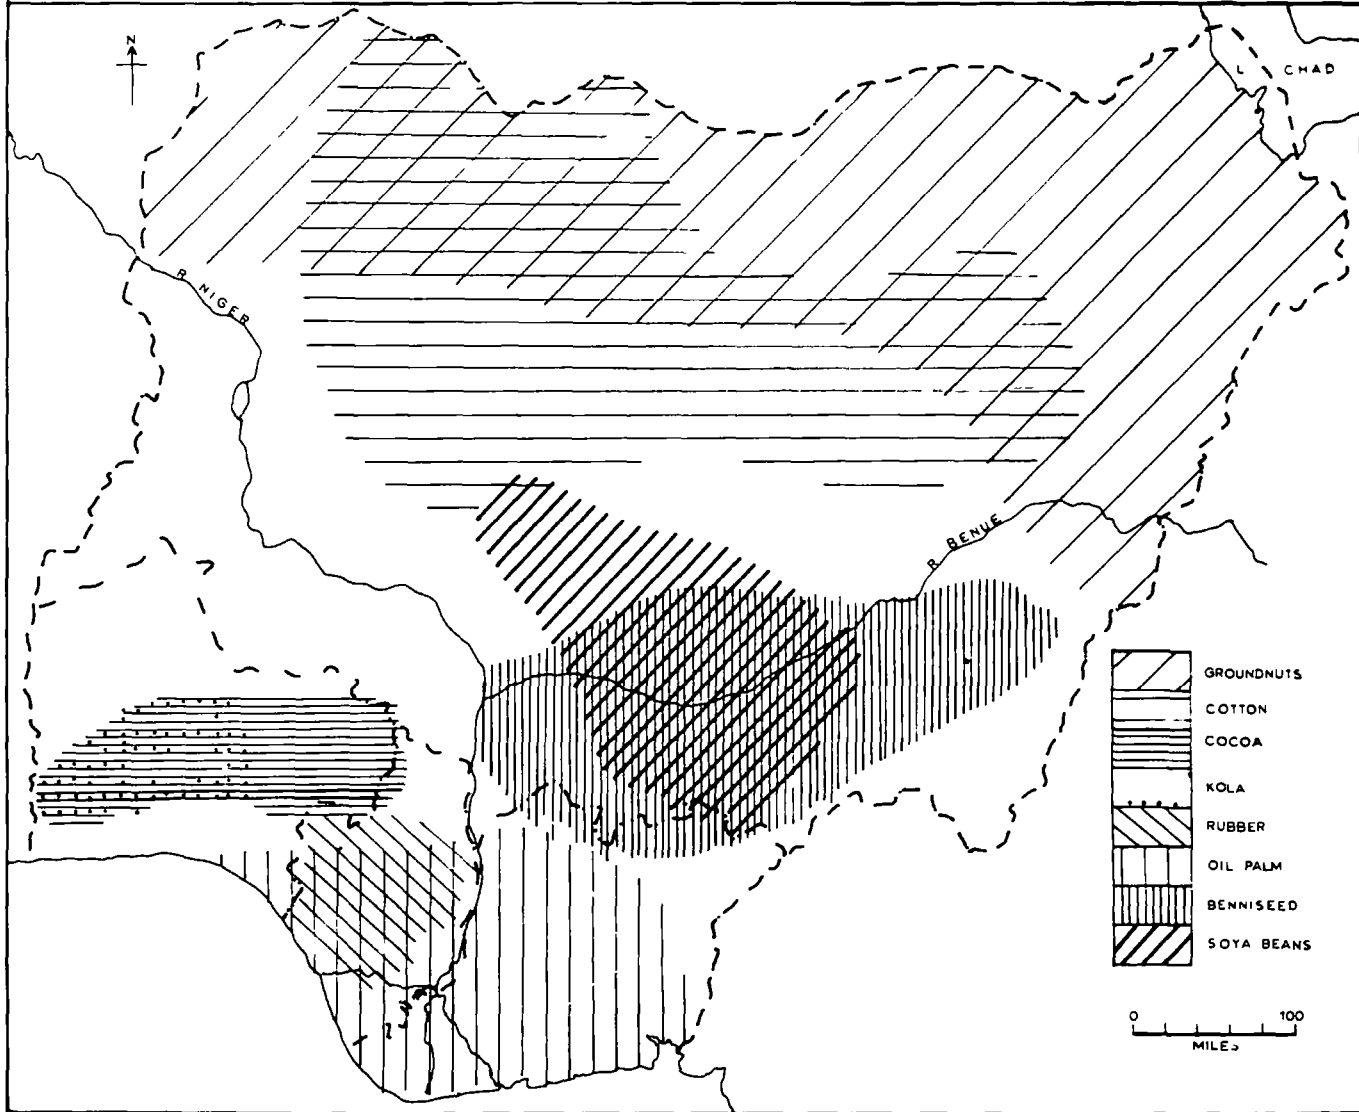 N
L CHAD
R NIGER
R BENUE
GROUNDNUTS
COTTON
COCOA
KOLA
RUBBER
OIL PALM
BENNISEED
SOYA BEANS
0 100
MILES